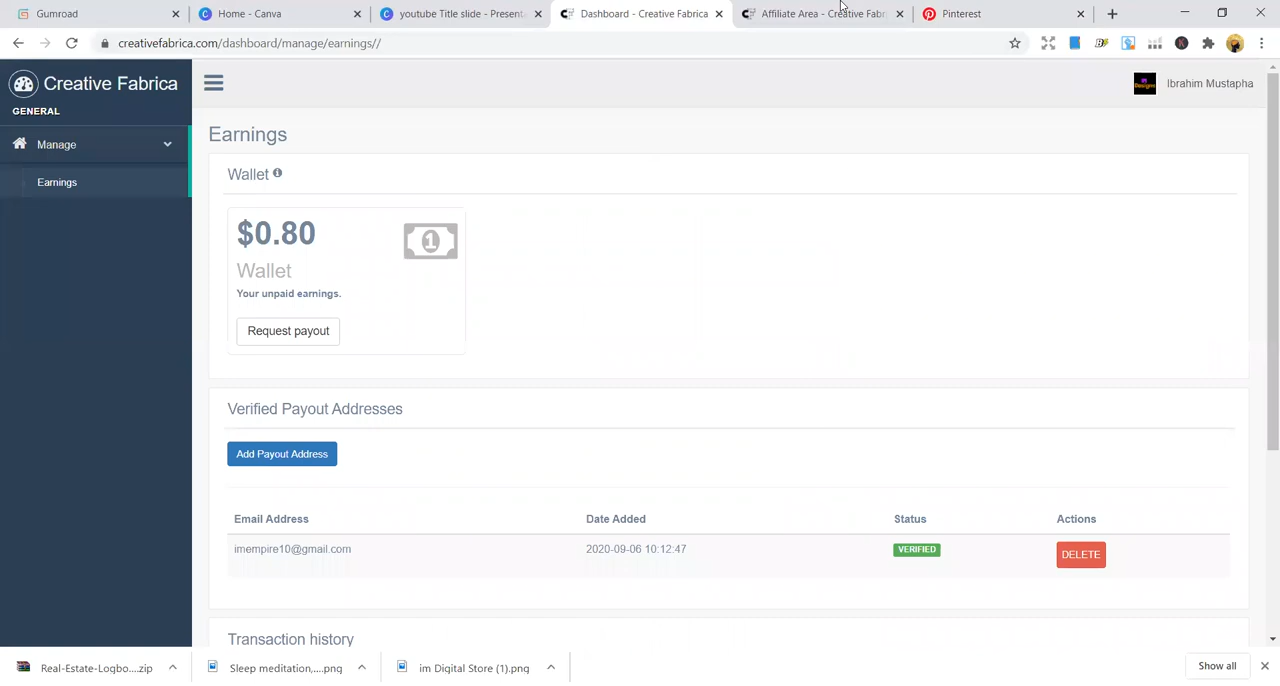 Gumroad
Home - Canva
youtube Title slide - Present
Dashboard - Creative Fabrica
Affiliate Area - Creative Fabri
Pinterest
creativefabrica.com/dashboard/manage/earnings//
Creative Fabrica
Ibrahim Mustapha
GENERAL
Manage
Earnings
Earnings
Wallet
$0.80
1
Wallet
Your unpaid earnings.
Request payout
Verified Payout Addresses
Add Payout Address
Email Address Date Added Status Actions
imempire10@gmail.com 2020-09-06 10:12:47 VERIFIED DELETE
Transaction history
Real-Estate-Logbo....zip
Sleep meditation,....png
im Digital Store (1).png
Show all